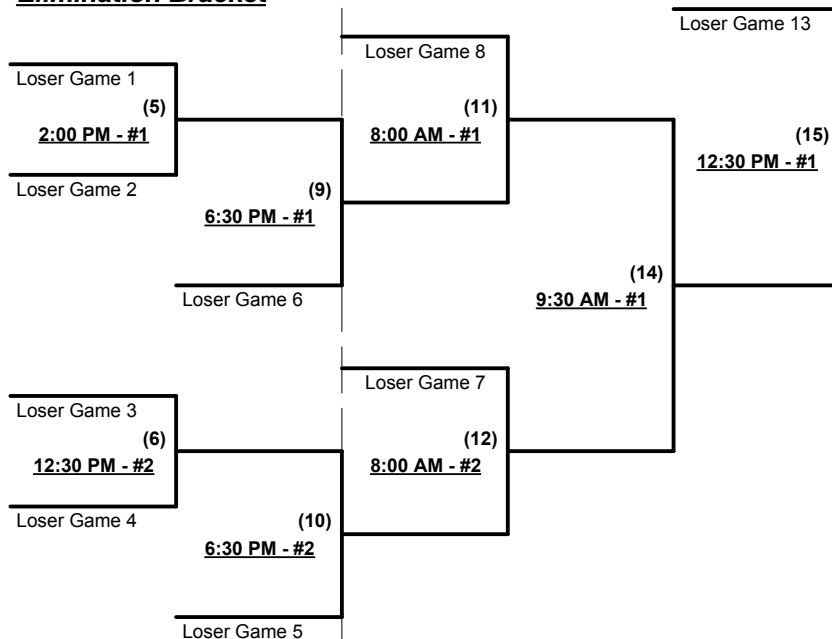 Elimination Bracket
Loser Game 13
Loser Game 8
Loser Game 1
(5)
2:00 PM - #1
(11)
8:00 AM - #1
(15)
12:30 PM - #1
Loser Game 2
(9)
6:30 PM - #1
(14)
9:30 AM - #1
Loser Game 6
Loser Game 7
Loser Game 3
(6)
12:30 PM - #2
(12)
8:00 AM - #2
Loser Game 4
(10)
6:30 PM - #2
Loser Game 5